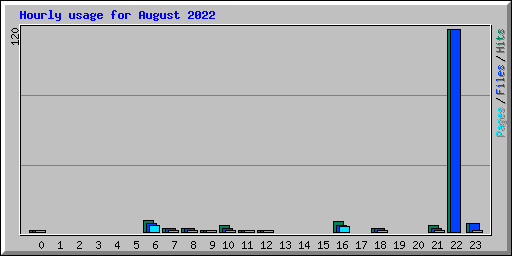 Hourly usage for August 2022
120
Pages/Files/Hits
0 1 2 3 4 5 6 7 8 9 10 11 12 13 14 15 16 17 18 19 20 21 22 23